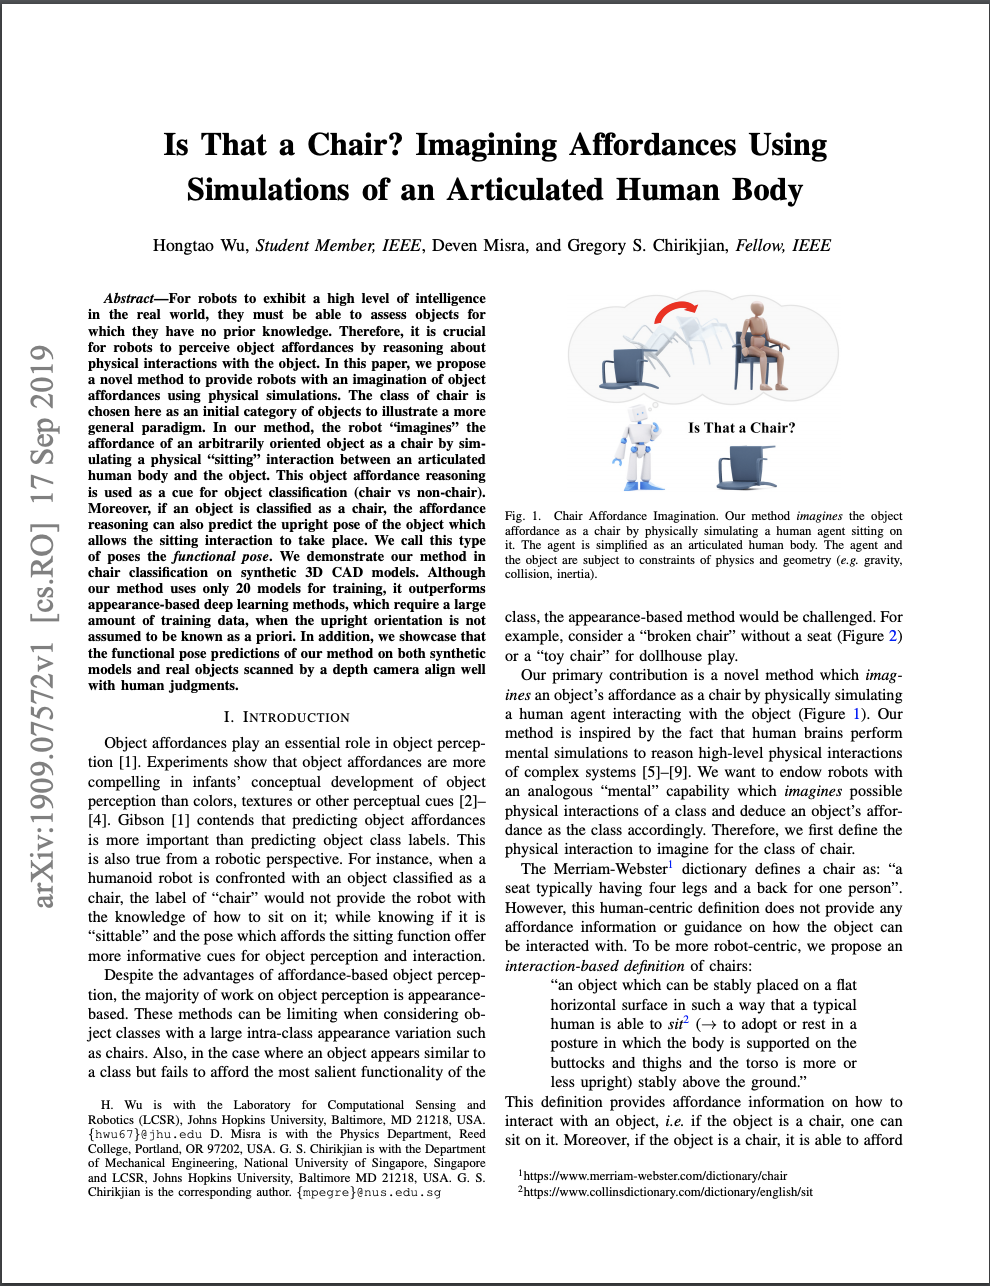 Is That a Chair? Imagining Affordances Using
Simulations of an Articulated Human Body
Hongtao Wu, Student Member, IEEE, Deven Misra, and Gregory S. Chirikjian, Fellow, IEEE
arXiv:1909.07572v1 [cs.RO] 17 Sep 2019
Abstract—For robots to exhibit a high level of intelligence
in the real world, they must be able to assess objects for
which they have no prior knowledge. Therefore, it is crucial
for robots to perceive object affordances by reasoning about
physical interactions with the object. In this paper, we propose
a novel method to provide robots with an imagination of object
affordances using physical simulations. The class of chair is
chosen here as an initial category of objects to illustrate a more
general paradigm. In our method, the robot “imagines” the
affordance of an arbitrarily oriented object as a chair by sim-
ulating a physical “sitting” interaction between an articulated
human body and the object. This object affordance reasoning
is used as a cue for object classification (chair vs non-chair).
Moreover, if an object is classified as a chair, the affordance
reasoning can also predict the upright pose of the object which
allows the sitting interaction to take place. We call this type
of poses the functional pose. We demonstrate our method in
chair classification on synthetic 3D CAD models. Although
our method uses only 20 models for training, it outperforms
appearance-based deep learning methods, which require a large
amount of training data, when the upright orientation is not
assumed to be known as a priori. In addition, we showcase that
the functional pose predictions of our method on both synthetic
models and real objects scanned by a depth camera align well
with human judgments.
I. INTRODUCTION
Object affordances play an essential role in object percep-
tion [1]. Experiments show that object affordances are more
compelling in infants’ conceptual development of object
perception than colors, textures or other perceptual cues [2]–
[4]. Gibson [1] contends that predicting object affordances
is more important than predicting object class labels. This
is also true from a robotic perspective. For instance, when a
humanoid robot is confronted with an object classified as a
chair, the label of “chair” would not provide the robot with
the knowledge of how to sit on it; while knowing if it is
“sittable” and the pose which affords the sitting function offer
more informative cues for object perception and interaction.
Despite the advantages of affordance-based object percep-
tion, the majority of work on object perception is appearance-
based. These methods can be limiting when considering ob-
ject classes with a large intra-class appearance variation such
as chairs. Also, in the case where an object appears similar to
a class but fails to afford the most salient functionality of the
H. Wu is with the Laboratory for Computational Sensing and
Robotics (LCSR), Johns Hopkins University, Baltimore, MD 21218, USA.
{hwu67}@jhu.edu D. Misra is with the Physics Department, Reed
College, Portland, OR 97202, USA. G. S. Chirikjian is with the Department
of Mechanical Engineering, National University of Singapore, Singapore
and LCSR, Johns Hopkins University, Baltimore MD 21218, USA. G. S.
Chirikjian is the corresponding author. {mpegre}@nus.edu.sg
Is That a Chair?
Fig. 1. Chair Affordance Imagination. Our method imagines the object
affordance as a chair by physically simulating a human agent sitting on
it. The agent is simplified as an articulated human body. The agent and
the object are subject to constraints of physics and geometry (e.g. gravity,
collision, inertia).
class, the appearance-based method would be challenged. For
example, consider a “broken chair” without a seat (Figure 2)
or a “toy chair” for dollhouse play.
Our primary contribution is a novel method which imag-
ines an object’s affordance as a chair by physically simulating
a human agent interacting with the object (Figure 1). Our
method is inspired by the fact that human brains perform
mental simulations to reason high-level physical interactions
of complex systems [5]–[9]. We want to endow robots with
an analogous “mental” capability which imagines possible
physical interactions of a class and deduce an object’s affor-
dance as the class accordingly. Therefore, we first define the
physical interaction to imagine for the class of chair.
The Merriam-Webster1 dictionary defines a chair as: “a
seat typically having four legs and a back for one person”.
However, this human-centric definition does not provide any
affordance information or guidance on how the object can
be interacted with. To be more robot-centric, we propose an
interaction-based definition of chairs:
“an object which can be stably placed on a flat
horizontal surface in such a way that a typical
human is able to sit2 (→ to adopt or rest in a
posture in which the body is supported on the
buttocks and thighs and the torso is more or
less upright) stably above the ground.”
This definition provides affordance information on how to
interact with an object, i.e. if the object is a chair, one can
sit on it. Moreover, if the object is a chair, it is able to afford
1https://www.merriam-webster.com/dictionary/chair
2https://www.collinsdictionary.com/dictionary/english/sit